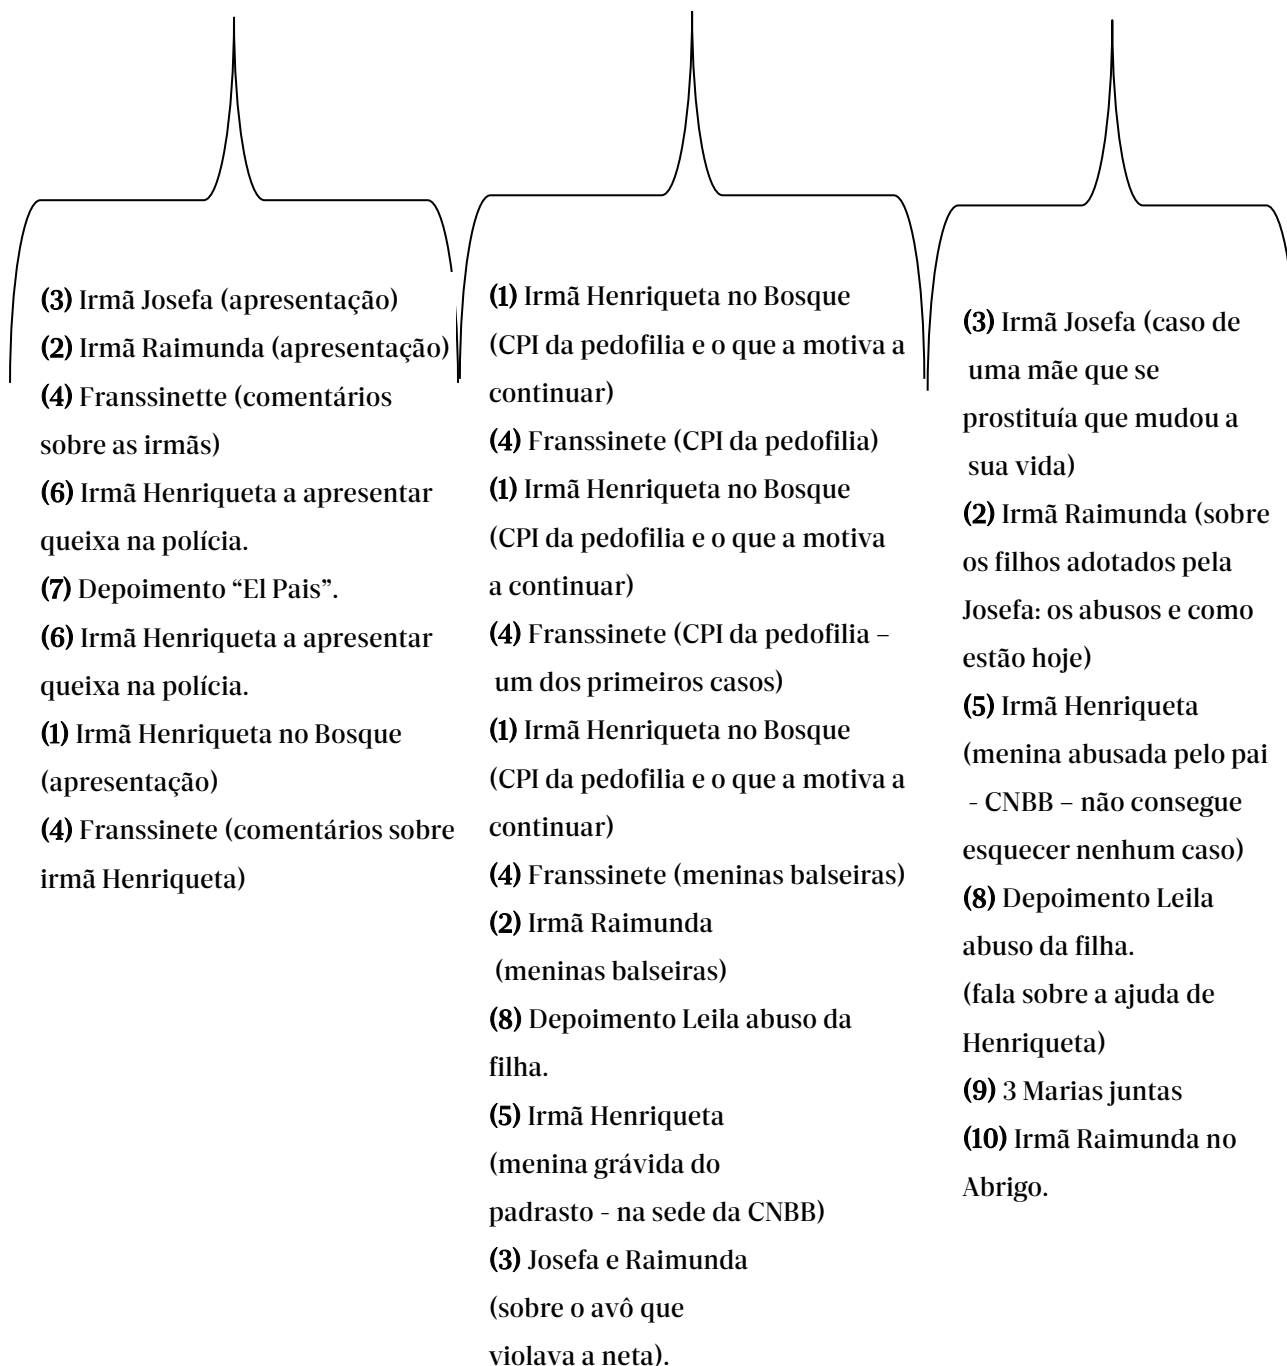 (3) Irmã Josefa (apresentação)
(2) Irmã Raimunda (apresentação)
(4) Franssinette (comentários
sobre as irmãs)
(6) Irmã Henriqueta a apresentar
queixa na polícia.
(7) Depoimento “El Pais”.
(6) Irmã Henriqueta a apresentar
queixa na polícia.
(1) Irmã Henriqueta no Bosque
(apresentação)
(4) Franssinete (comentários sobre
irmã Henriqueta)
(1) Irmã Henriqueta no Bosque
(CPI da pedofilia e o que a motiva a
continuar)
(4) Franssinete (CPI da pedofilia)
(1) Irmã Henriqueta no Bosque
(CPI da pedofilia e o que a motiva
a continuar)
(4) Franssinete (CPI da pedofilia –
um dos primeiros casos)
(1) Irmã Henriqueta no Bosque
(CPI da pedofilia e o que a motiva a
continuar)
(4) Franssinete (meninas balseiras)
(2) Irmã Raimunda
(meninas balseiras)
(8) Depoimento Leila abuso da
filha.
(5) Irmã Henriqueta
(menina grávida do
padrasto - na sede da CNBB)
(3) Josefa e Raimunda
(sobre o avô que
violava a neta).
(3) Irmã Josefa (caso de
uma mãe que se
prostituía que mudou a
sua vida)
(2) Irmã Raimunda (sobre
os filhos adotados pela
Josefa: os abusos e como
estão hoje)
(5) Irmã Henriqueta
(menina abusada pelo pai
- CNBB – não consegue
esquecer nenhum caso)
(8) Depoimento Leila
abuso da filha.
(fala sobre a ajuda de
Henriqueta)
(9) 3 Marias juntas
(10) Irmã Raimunda no
Abrigo.